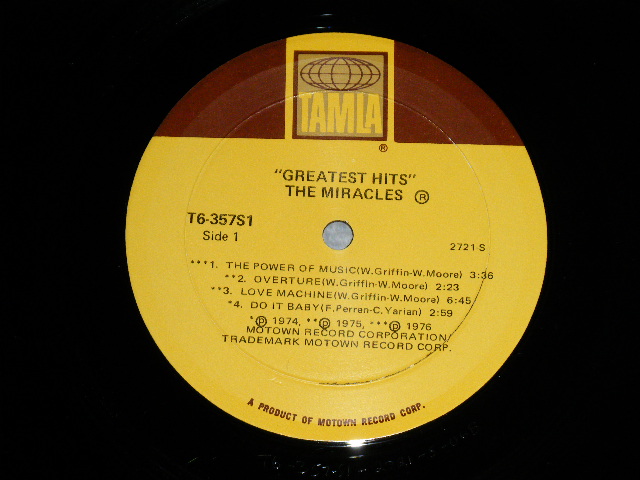 TAMLA
®
"GREATEST HITS"
THE MIRACLES ®
T6-357S1
Side 1
2721 S
***1. THE POWER OF MUSIC(W.Griffin-W.Moore) 3:36
**2. OVERTURE(W.Griffin-W.Moore) 2:23
**3. LOVE MACHINE(W.Griffin-W.Moore) 6:45
*4. DO IT BABY(F.Perren-C.Yarian) 2:59
*℗ 1974, **℗ 1975, ***℗ 1976
MOTOWN RECORD CORPORATION
TRADEMARK MOTOWN RECORD CORP.
A PRODUCT OF MOTOWN RECORD CORP.